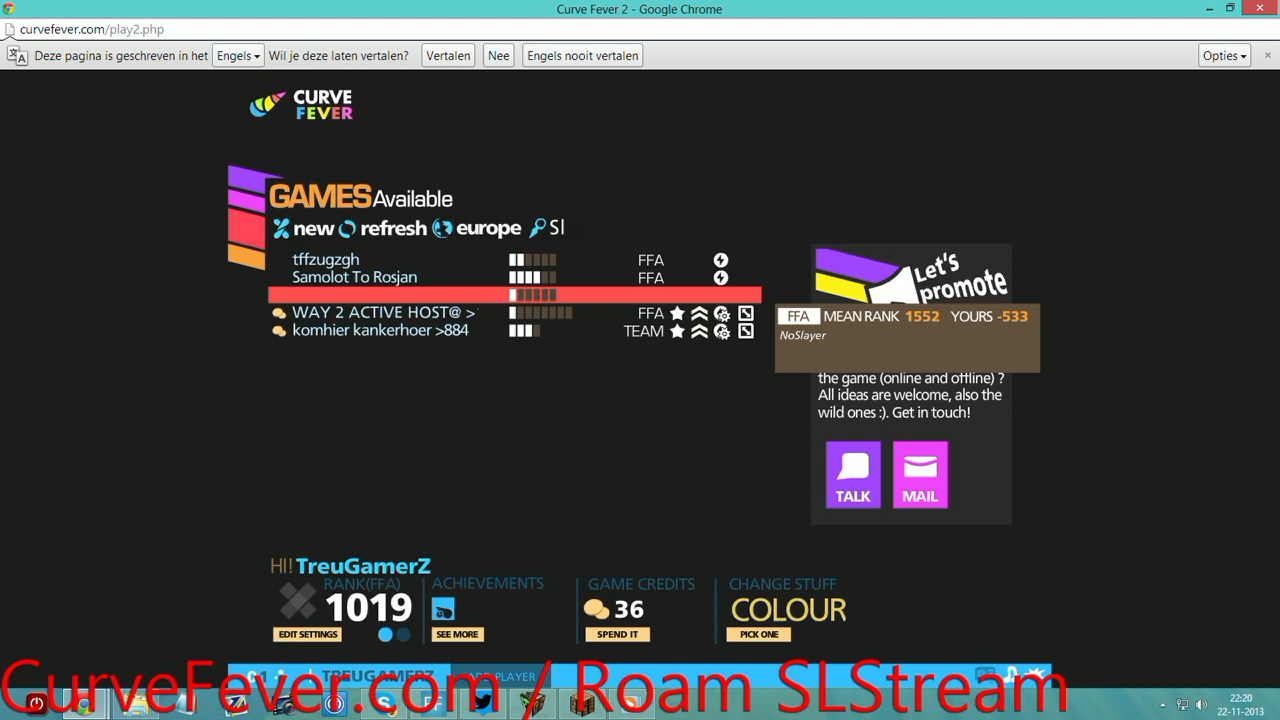 Curve Fever 2 - Google Chrome
curvefever.com/play2.php
Deze pagina is geschreven in het Engels Wil je deze laten vertalen? Vertalen Nee Engels nooit vertalen Opties
CURVE
FEVER
GAMES Available
new refresh europe Sl
tffzugzgh FFA
Samolot To Rosjan FFA
WAY 2 ACTIVE HOST@ > FFA
komhier kankerhoer >884 TEAM
Let's
promote
FFA MEAN RANK 1552 YOURS -533
NoSlayer
the game (online and offline) ?
All ideas are welcome, also the
wild ones :). Get in touch!
TALK MAIL
HI! TreuGamerZ
RANK(FFA) ACHIEVEMENTS GAME CREDITS CHANGE STUFF
1019 36 COLOUR
EDIT SETTINGS SEE MORE SPEND IT PICK ONE
TREUGAMERZ ADD PLAYER
CurveFever.com / Roam SLStream
22:20
22-11-2013